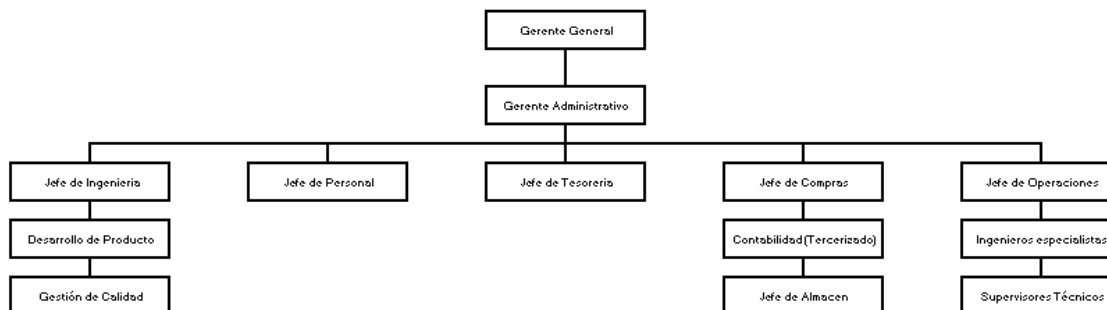 Gerente General
Gerente Administrativo
Jefe de Ingenieria
Jefe de Personal
Jefe de Tesoreria
Jefe de Compras
Jefe de Operaciones
Desarrollo de Producto
Contabilidad(Tercerizado)
Ingenieros especialistas
Gestión de Calidad
Jefe de Almacen
Supervisores Técnicos